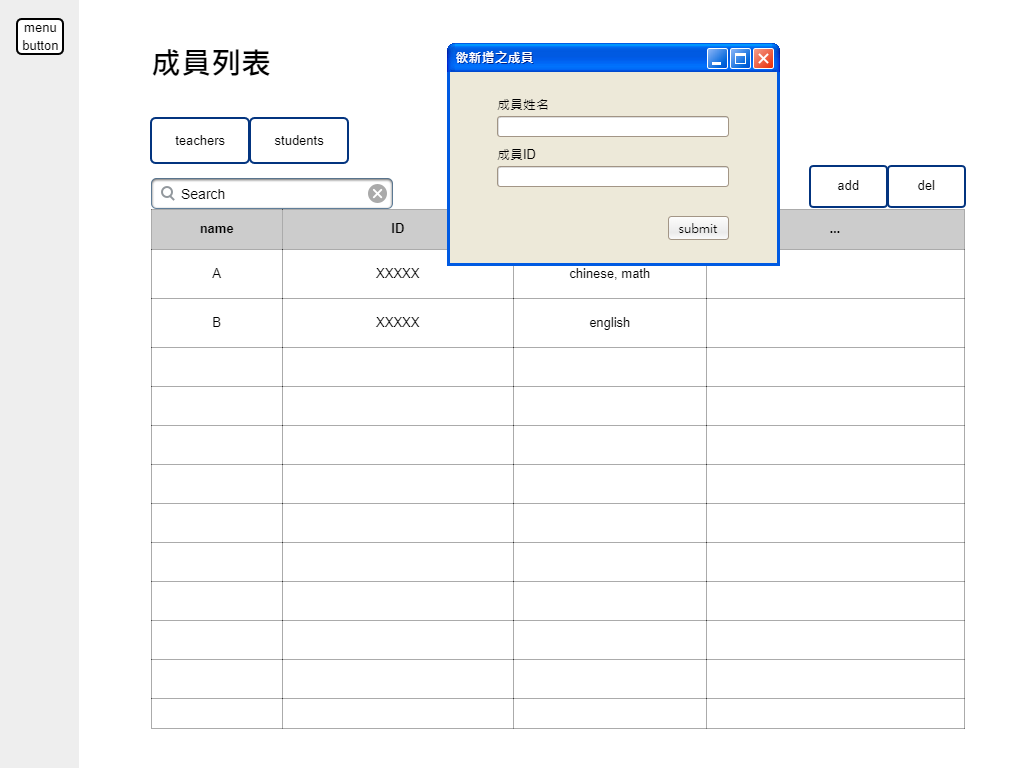 menu
button
成員列表
欲新增之成員
成員姓名
成員ID
submit
teachers
students
Search
add
del
name
ID
...
A
XXXXX
chinese, math
B
XXXXX
english